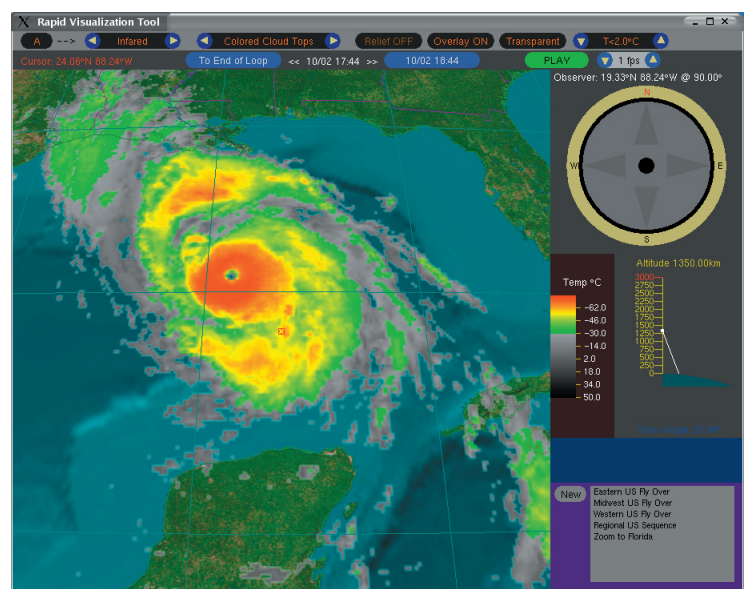 X Rapid Visualization Tool
A --> Infared Colored Cloud Tops Relief OFF Overlay ON Transparent T<2.0°C
Cursor: 24.06°N 88.24°W To End of Loop << 10/02 17:44 >> 10/02 18:44 PLAY 1 fps
Observer: 19.33°N 88.24°W @ 90.00°
N
W E
S
Altitude 1350.00km
Temp °C
3000
2750
2500
2250
2000
1750
1500
1250
1000
750
500
250
0
-62.0
-46.0
-30.0
-14.0
2.0
18.0
34.0
50.0
New
Eastern US Fly Over
Midwest US Fly Over
Western US Fly Over
Regional US Sequence
Zoom to Florida